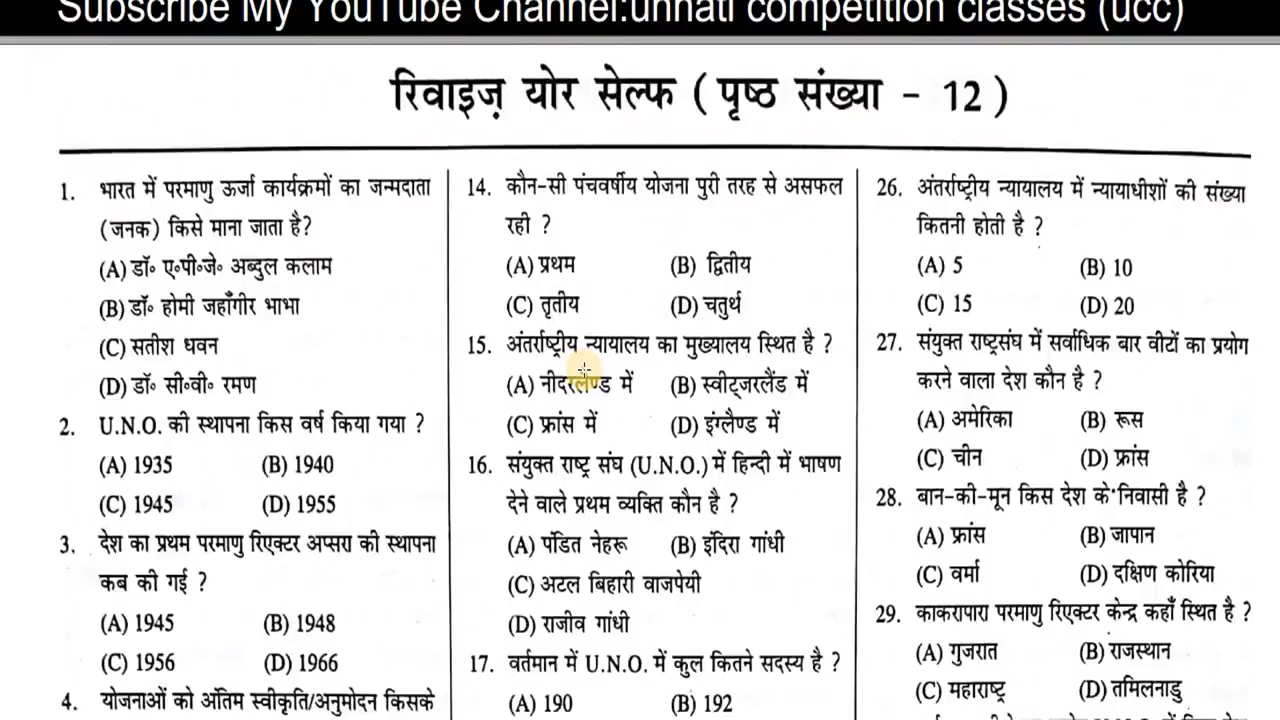 Subscribe My YouTube Channel:unnati competition classes (ucc)
रिवाइज़ योर सेल्फ ( पृष्ठ संख्या - 12 )
1. भारत में परमाणु ऊर्जा कार्यक्रमों का जन्मदाता
(जनक) किसे माना जाता है?
(A) डॉ॰ ए॰पी॰जे॰ अब्दुल कलाम
(B) डॉ॰ होमी जहाँगीर भाभा
(C) सतीश धवन
(D) डॉ॰ सी॰वी॰ रमण
2. U.N.O. की स्थापना किस वर्ष किया गया ?
(A) 1935 (B) 1940
(C) 1945 (D) 1955
3. देश का प्रथम परमाणु रिएक्टर अप्सरा की स्थापना
कब की गई ?
(A) 1945 (B) 1948
(C) 1956 (D) 1966
4. योजनाओं को अंतिम स्वीकृति/अनुमोदन किसके
14. कौन-सी पंचवर्षीय योजना पुरी तरह से असफल
रही ?
(A) प्रथम (B) द्वितीय
(C) तृतीय (D) चतुर्थ
15. अंतर्राष्ट्रीय न्यायालय का मुख्यालय स्थित है ?
(A) नीदरलैण्ड में (B) स्वीट्जरलैंड में
(C) फ्रांस में (D) इंग्लैण्ड में
16. संयुक्त राष्ट्र संघ (U.N.O.) में हिन्दी में भाषण
देने वाले प्रथम व्यक्ति कौन है ?
(A) पंडित नेहरू (B) इंदिरा गांधी
(C) अटल बिहारी वाजपेयी
(D) राजीव गांधी
17. वर्तमान में U.N.O. में कुल कितने सदस्य है ?
(A) 190 (B) 192
26. अंतर्राष्ट्रीय न्यायालय में न्यायाधीशों की संख्या
कितनी होती है ?
(A) 5 (B) 10
(C) 15 (D) 20
27. संयुक्त राष्ट्रसंघ में सर्वाधिक बार वीटों का प्रयोग
करने वाला देश कौन है ?
(A) अमेरिका (B) रूस
(C) चीन (D) फ्रांस
28. बान-की-मून किस देश के निवासी है ?
(A) फ्रांस (B) जापान
(C) वर्मा (D) दक्षिण कोरिया
29. काकरापारा परमाणु रिएक्टर केन्द्र कहाँ स्थित है ?
(A) गुजरात (B) राजस्थान
(C) महाराष्ट्र (D) तमिलनाडु